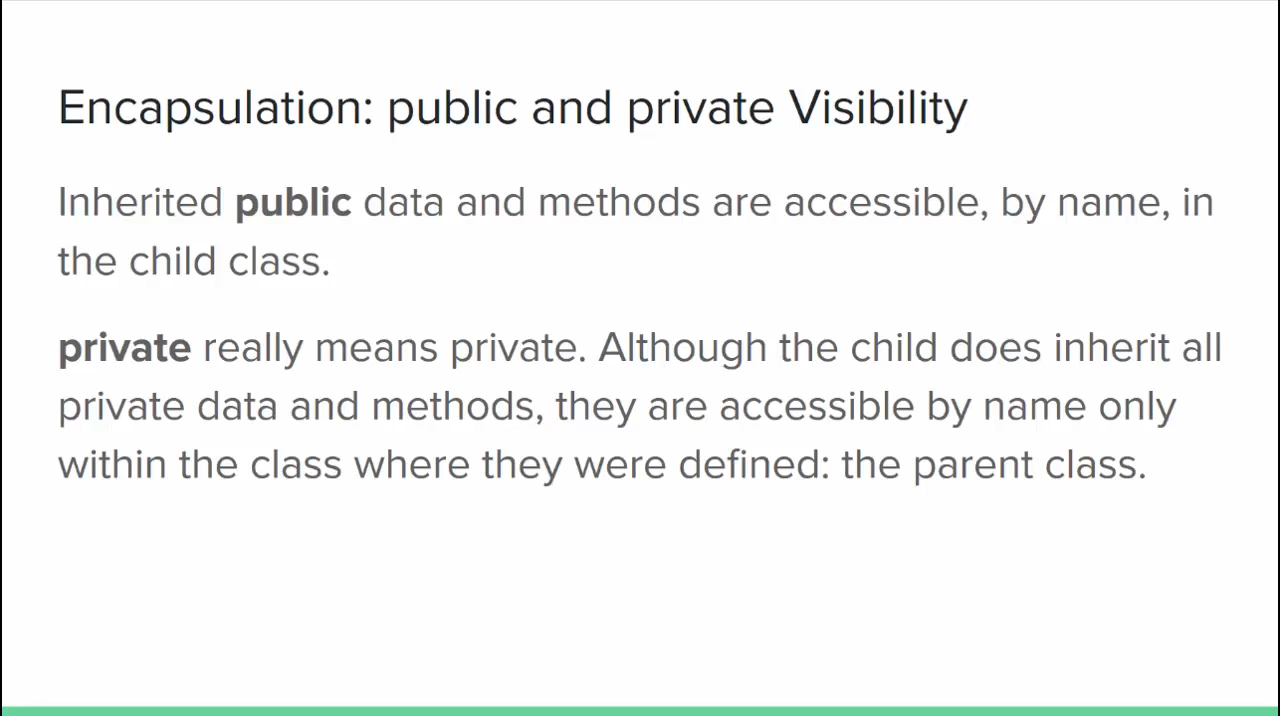 Encapsulation: public and private Visibility
Inherited public data and methods are accessible, by name, in
the child class.
private really means private. Although the child does inherit all
private data and methods, they are accessible by name only
within the class where they were defined: the parent class.